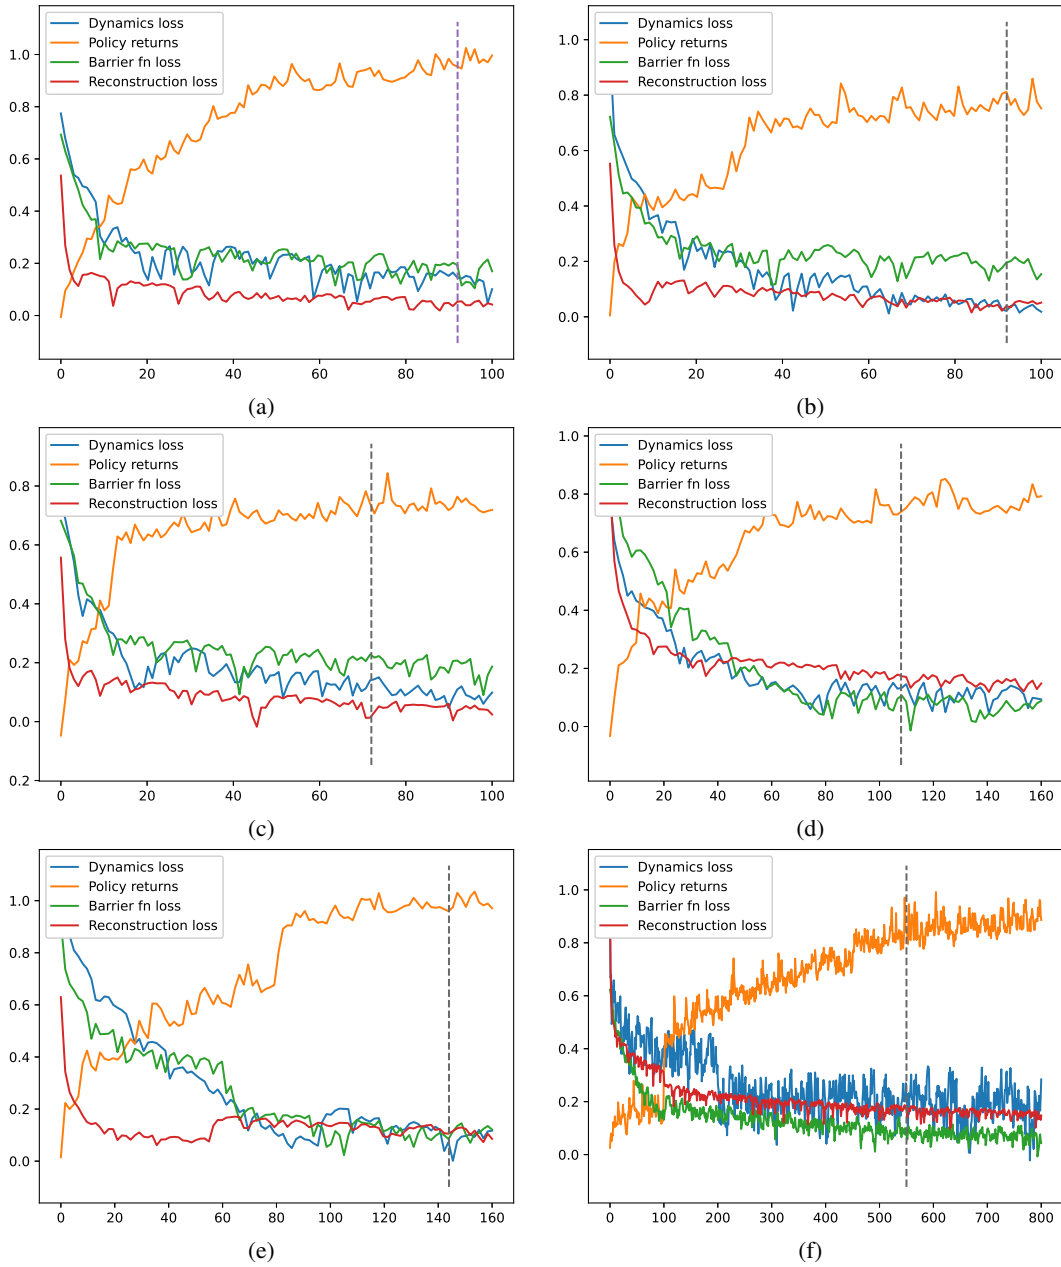 Dynamics loss
Policy returns
Barrier fn loss
Reconstruction loss
1.0
0.8
0.6
0.4
0.2
0.0
0 20 40 60 80 100
(a)
Dynamics loss
Policy returns
Barrier fn loss
Reconstruction loss
1.0
0.8
0.6
0.4
0.2
0.0
0 20 40 60 80 100
(b)
Dynamics loss
Policy returns
Barrier fn loss
Reconstruction loss
0.8
0.6
0.4
0.2
0.0
0.2
0 20 40 60 80 100
(c)
Dynamics loss
Policy returns
Barrier fn loss
Reconstruction loss
1.0
0.8
0.6
0.4
0.2
0.0
0 20 40 60 80 100 120 140 160
(d)
Dynamics loss
Policy returns
Barrier fn loss
Reconstruction loss
1.0
0.8
0.6
0.4
0.2
0.0
0 20 40 60 80 100 120 140 160
(e)
Dynamics loss
Policy returns
Barrier fn loss
Reconstruction loss
1.0
0.8
0.6
0.4
0.2
0.0
0 100 200 300 400 500 600 700 800
(f)